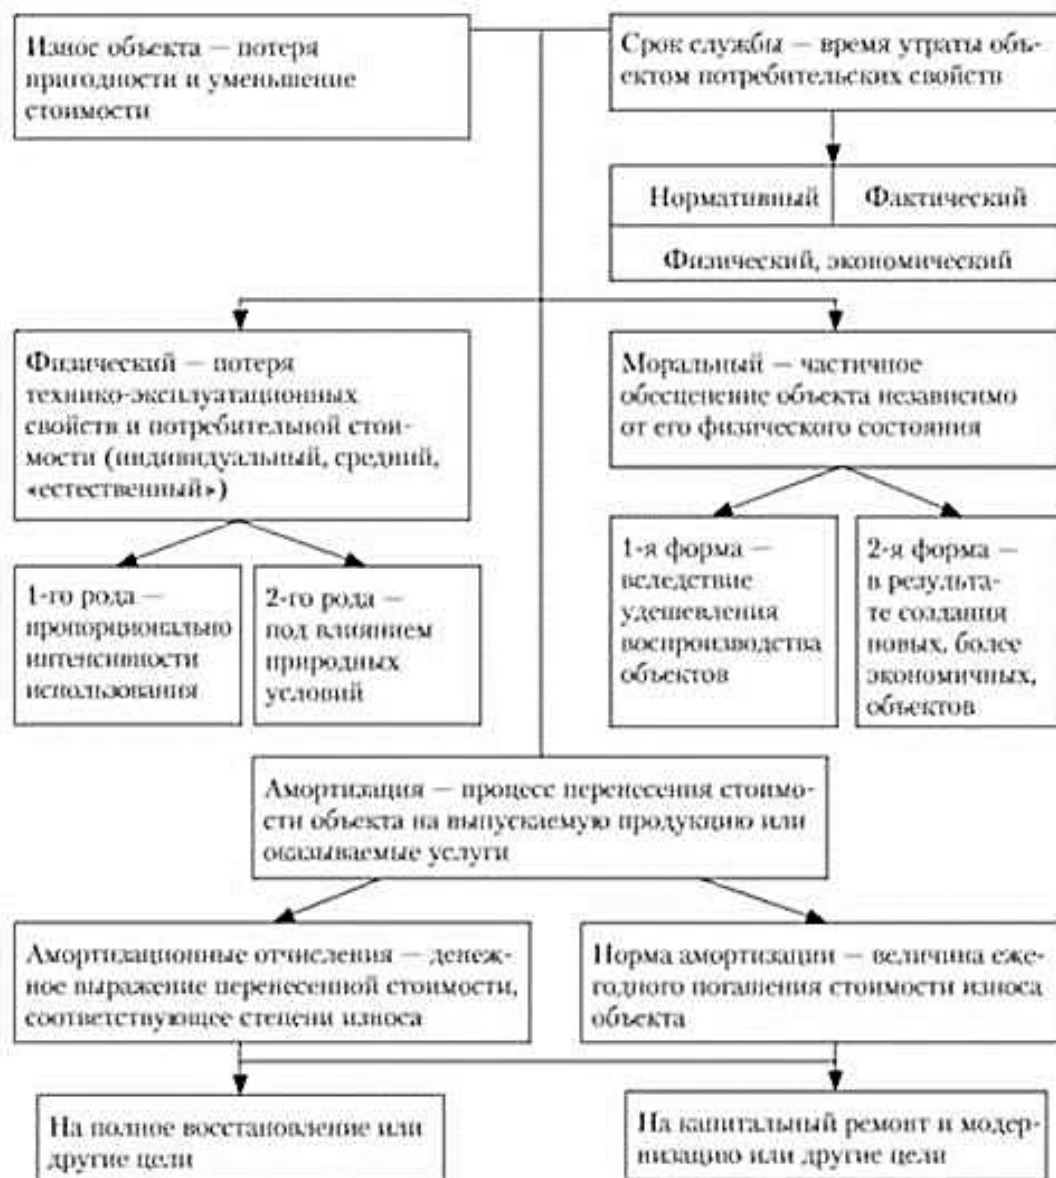 Износ объекта — потеря
пригодности и уменьшение
стоимости
Срок службы — время утраты объ-
ектом потребительских свойств
Нормативный
Фактический
Физический, экономический
Физический — потеря
технико-эксплуатационных
свойств и потребительной стои-
мости (индивидуальный, средний,
«естественный»)
Моральный — частичное
обесценение объекта независимо
от его физического состояния
1-го рода —
пропорционально
интенсивности
использования
2-го рода —
под влиянием
природных
условий
1-я форма —
вследствие
удешевления
воспроизводства
объектов
2-я форма —
в результа-
те создания
новых, более
экономичных,
объектов
Амортизация — процесс перенесения стоимо-
сти объекта на выпускаемую продукцию или
оказываемые услуги
Амортизационные отчисления — денеж-
ное выражение перенесенной стоимости,
соответствующее степени износа
Норма амортизации — величина еже-
годного погашения стоимости износа
объекта
На полное восстановление или
другие цели
На капитальный ремонт и модер-
низацию или другие цели